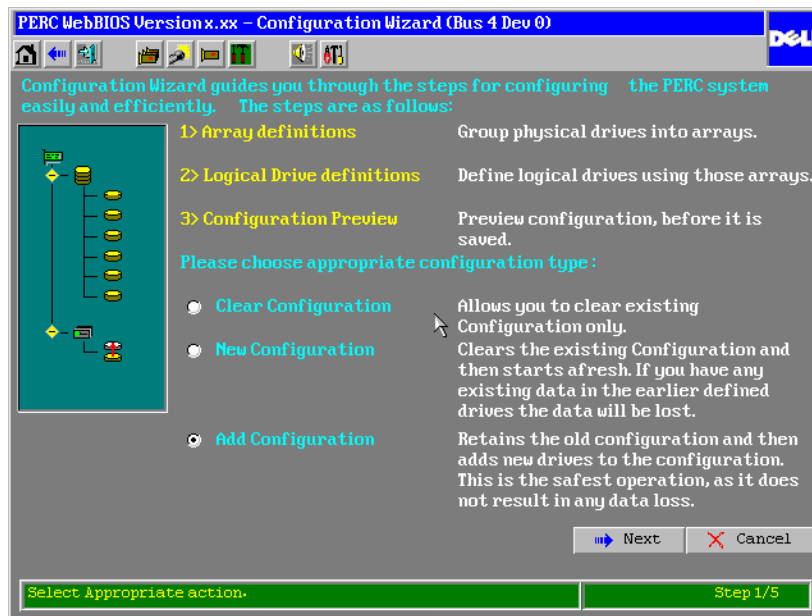 PERC WebBIOS Version x.xx – Configuration Wizard (Bus 4 Dev 0)
DELL
Configuration Wizard guides you through the steps for configuring the PERC system
easily and efficiently. The steps are as follows:
1> Array definitions
Group physical drives into arrays.
2> Logical Drive definitions
Define logical drives using those arrays.
3> Configuration Preview
Preview configuration, before it is
saved.
Please choose appropriate configuration type:
Clear Configuration
Allows you to clear existing
Configuration only.
New Configuration
Clears the existing Configuration and
then starts afresh. If you have any
existing data in the earlier defined
drives the data will be lost.
Add Configuration
Retains the old configuration and then
adds new drives to the configuration.
This is the safest operation, as it does
not result in any data loss.
Next
Cancel
Select Appropriate action.
Step 1/5